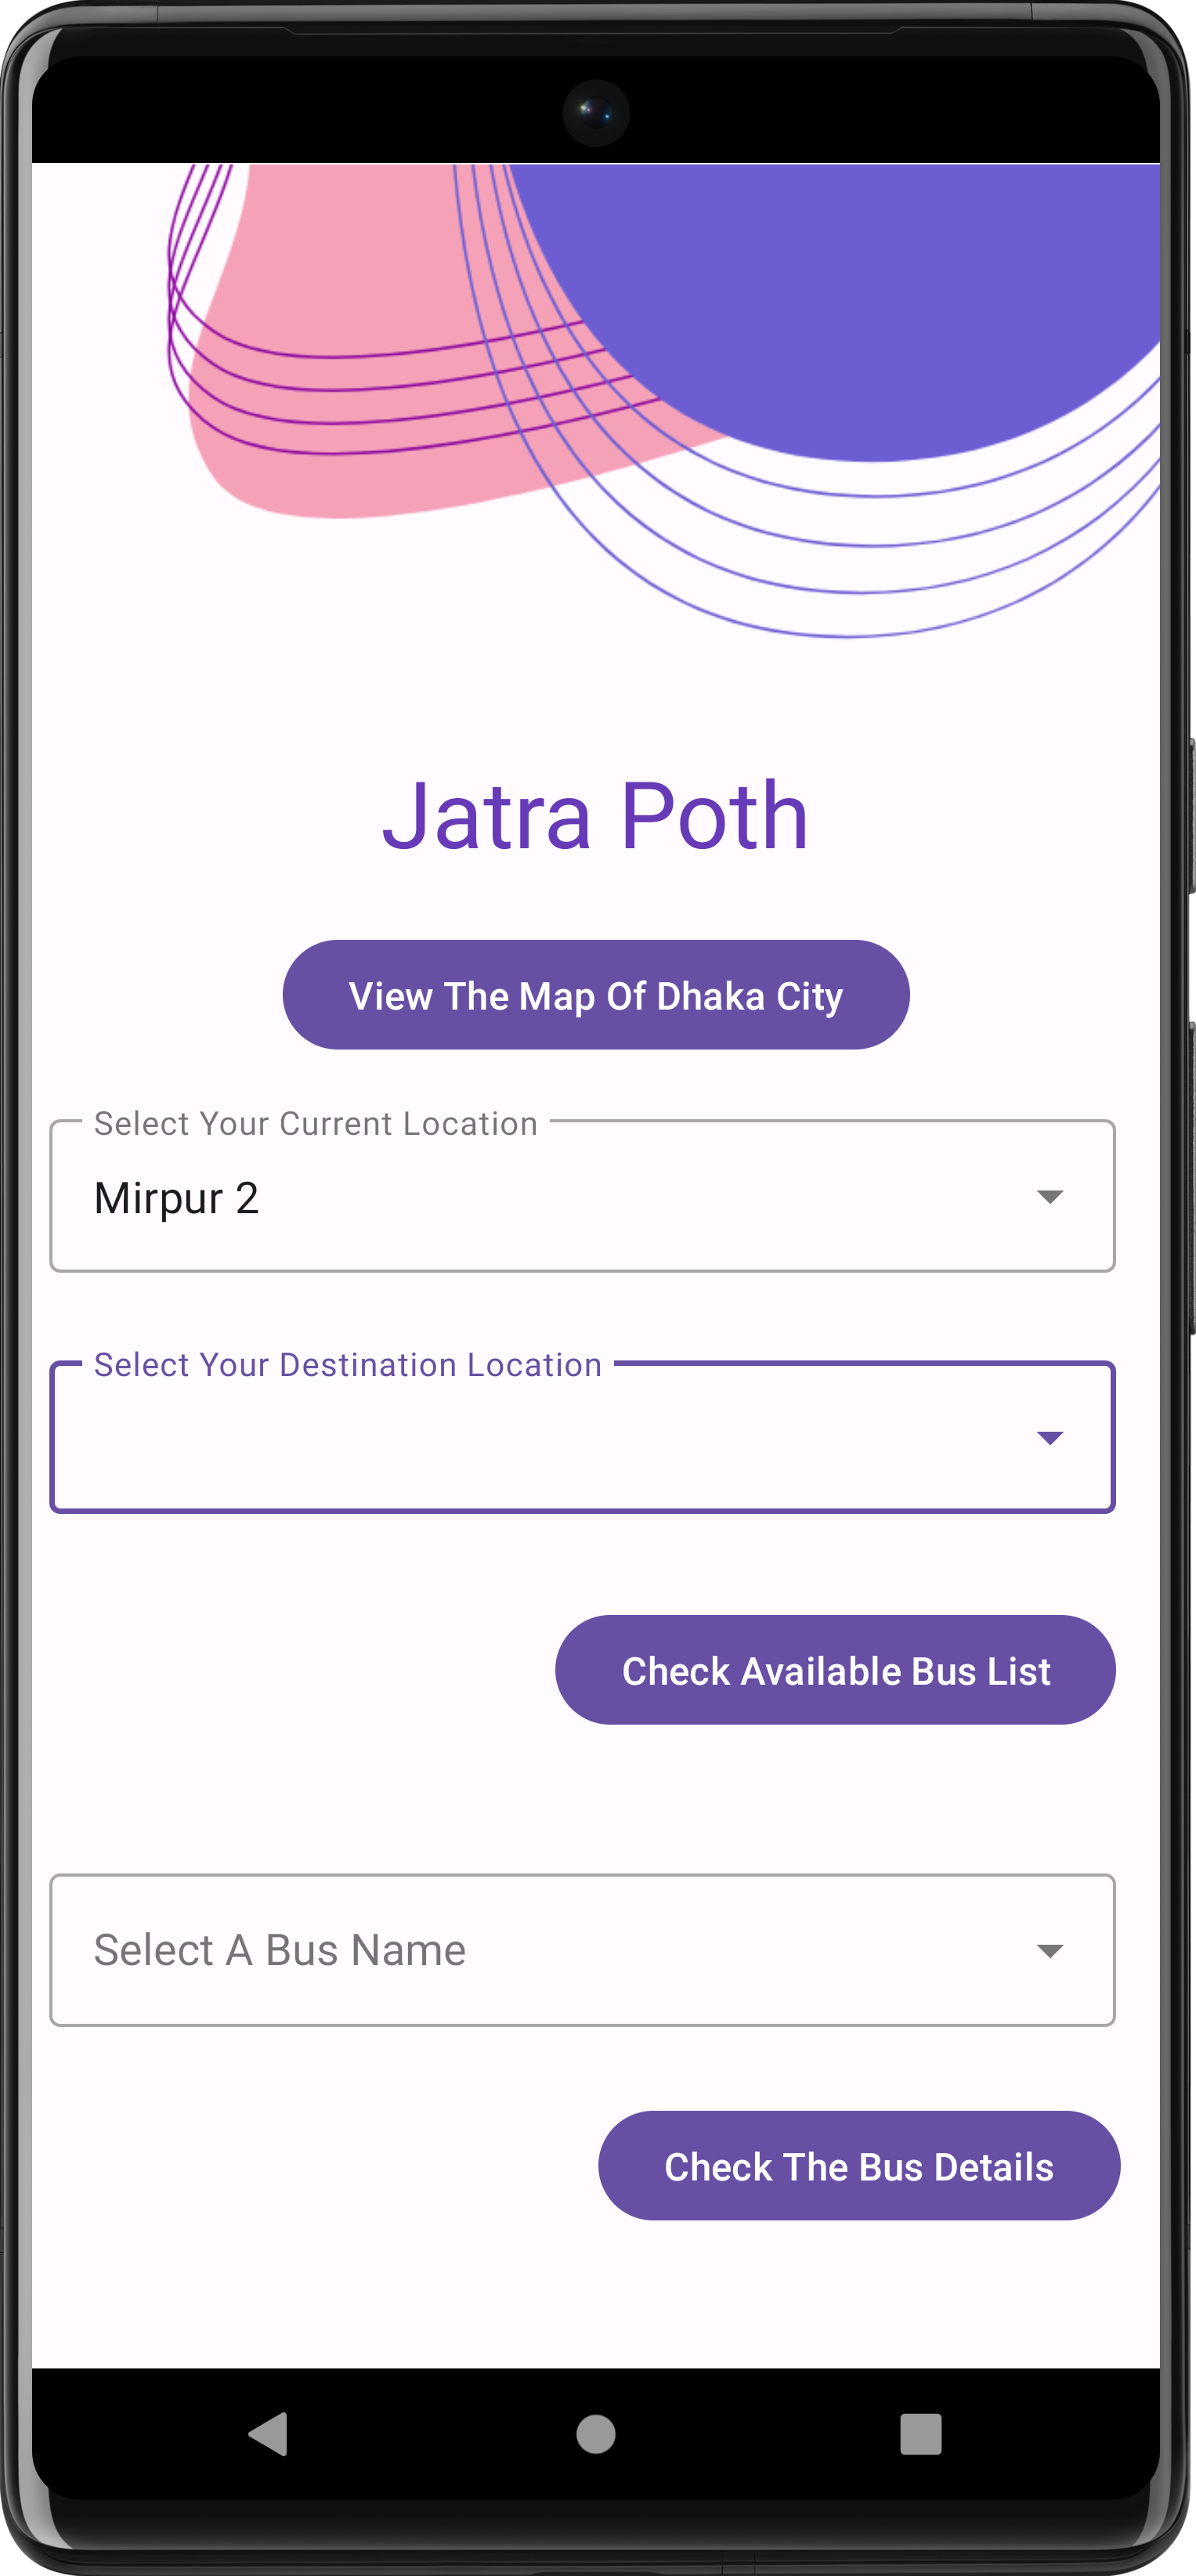 Jatra Poth
View The Map Of Dhaka City
Select Your Current Location
Mirpur 2
Select Your Destination Location
Check Available Bus List
Select A Bus Name
Check The Bus Details